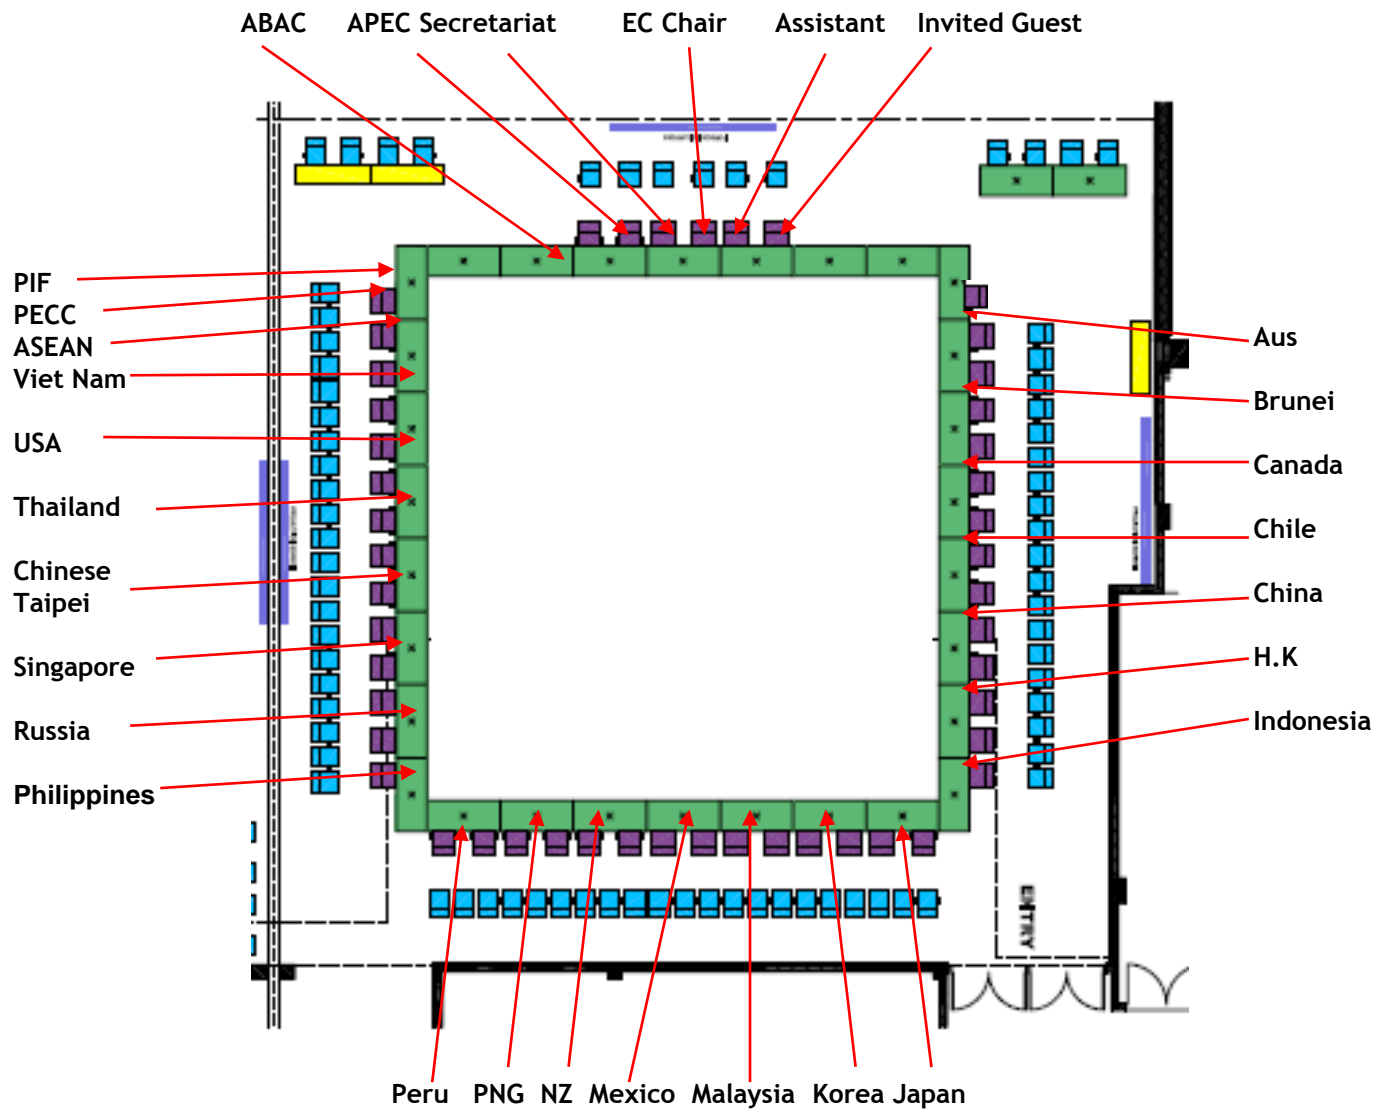 ABAC APEC Secretariat EC Chair Assistant Invited Guest
PIF
PECC
ASEAN
Viet Nam
USA
Thailand
Chinese
Taipei
Singapore
Russia
Philippines
Aus
Brunei
Canada
Chile
China
H.K
Indonesia
ENTRY
Peru PNG NZ Mexico Malaysia Korea Japan